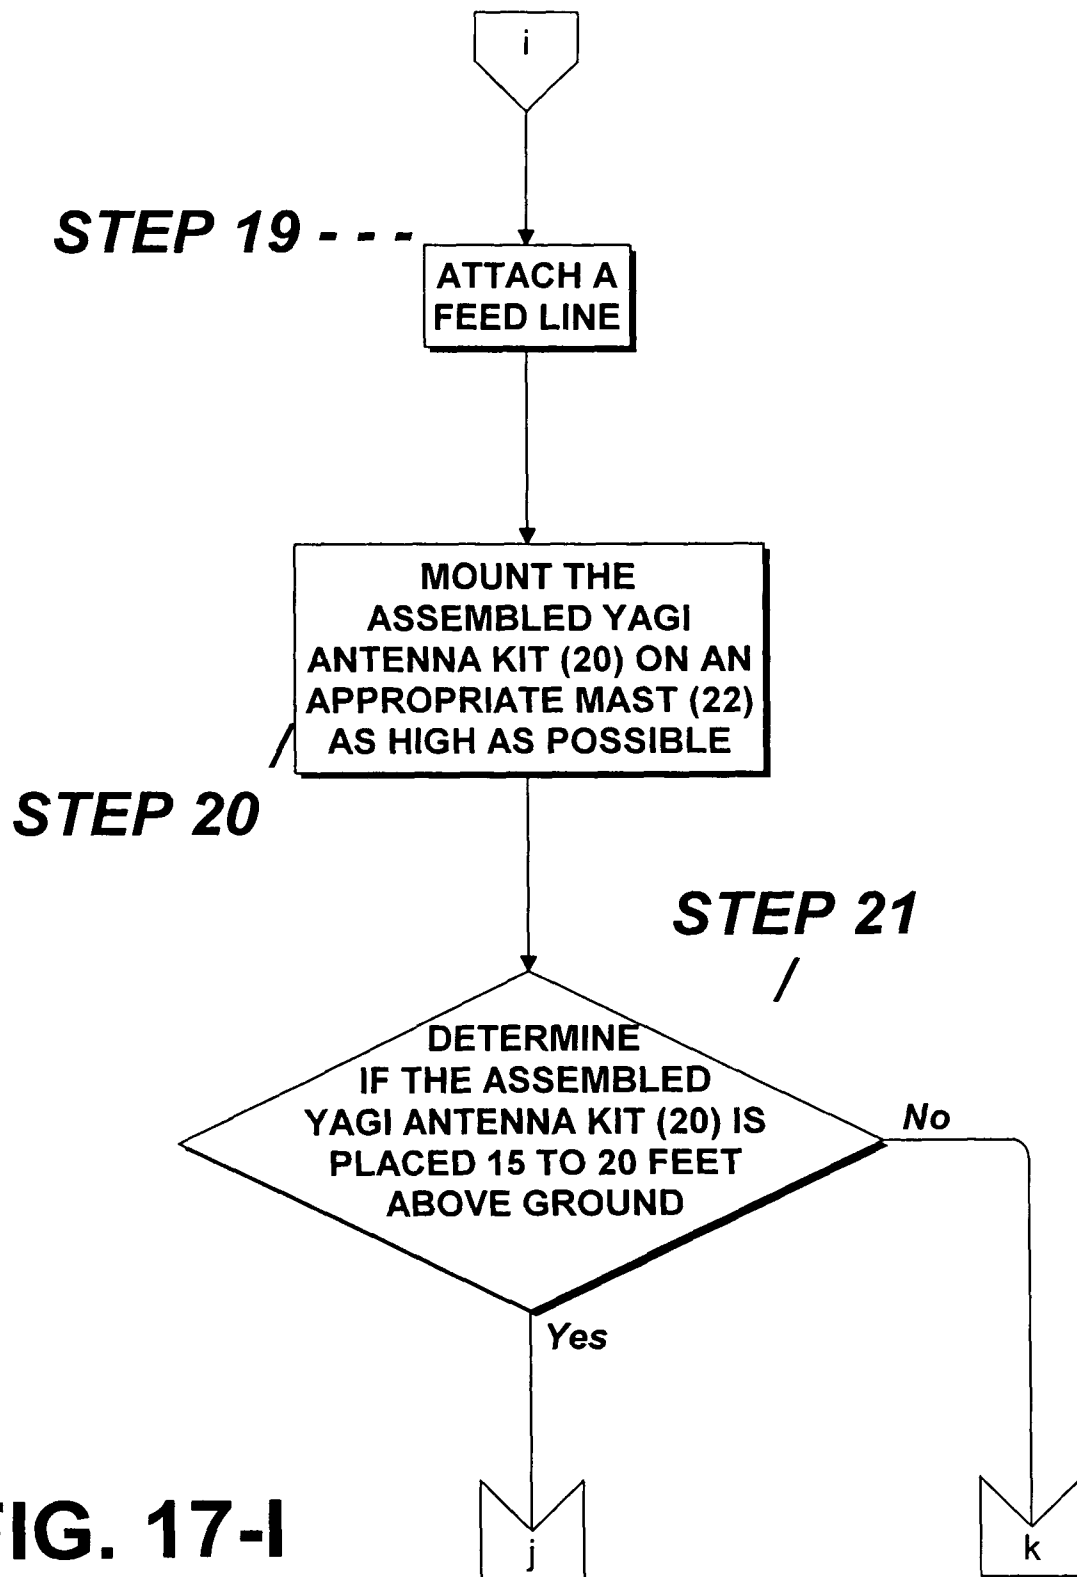 i
STEP 19 - - -
ATTACH A
FEED LINE
MOUNT THE
ASSEMBLED YAGI
ANTENNA KIT (20) ON AN
APPROPRIATE MAST (22)
AS HIGH AS POSSIBLE
STEP 20
STEP 21
DETERMINE
IF THE ASSEMBLED
YAGI ANTENNA KIT (20) IS
PLACED 15 TO 20 FEET
ABOVE GROUND
No
Yes
FIG. 17-I
j
k